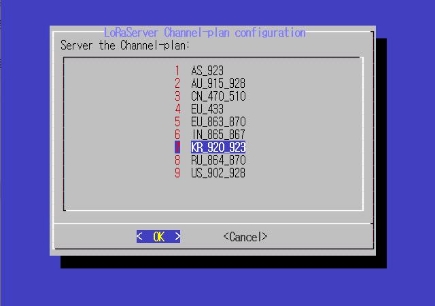 LoRaServer Channel-plan configuration
Server the Channel-plan:
1 AS_923
2 AU_915_928
3 CN_470_510
4 EU_433
5 EU_863_870
6 IN_865_867
KR_920_923
8 RU_864_870
9 US_902_928
< OK > <Cancel>